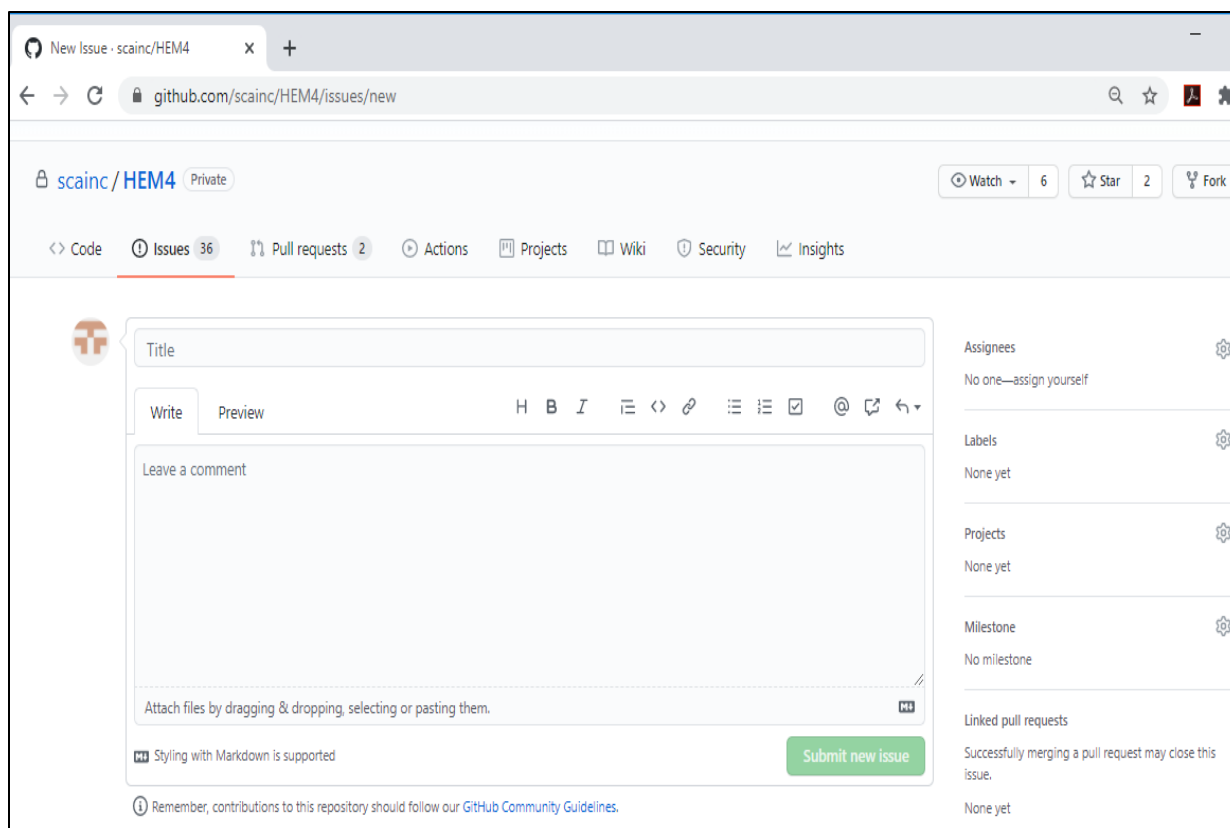 New Issue · scainc/HEM4
github.com/scainc/HEM4/issues/new
scainc / HEM4 Private
Watch 6 Star 2 Fork
Code Issues 36 Pull requests 2 Actions Projects Wiki Security Insights
Title
Write Preview
Leave a comment
Attach files by dragging & dropping, selecting or pasting them.
Styling with Markdown is supported
Submit new issue
Remember, contributions to this repository should follow our GitHub Community Guidelines.
Assignees
No one—assign yourself
Labels
None yet
Projects
None yet
Milestone
No milestone
Linked pull requests
Successfully merging a pull request may close this
issue.
None yet